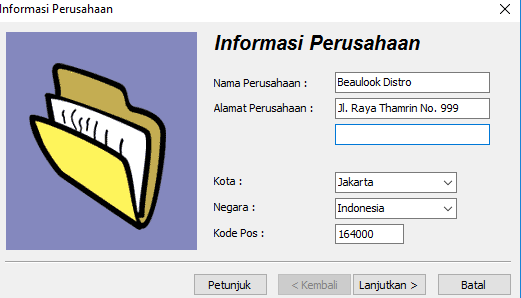 Informasi Perusahaan
Informasi Perusahaan
Nama Perusahaan : Beaulook Distro
Alamat Perusahaan : Jl. Raya Thamrin No. 999
Kota : Jakarta
Negara : Indonesia
Kode Pos : 164000
Petunjuk < Kembali Lanjutkan > Batal